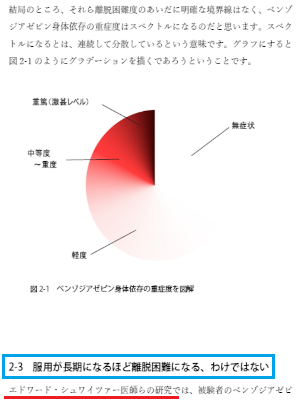 結局のところ、それら離脱困難度のあいだに明確な境界線はなく、ベンゾ
ジアゼピン身体依存の重症度はスペクトルになるのだと思います。スペク
トルになるとは、連続して分散しているという意味です。グラフにすると
図 2-1 のようにグラデーションを描くであろうということです。
重篤（激甚レベル）
無症状
中等度
～重度
軽度
図 2-1　ベンゾジアゼピン身体依存の重症度を図解
2-3　服用が長期になるほど離脱困難になる、わけではない
エドワード・シュワイツァー医師らの研究では、被験者のベンゾジアゼピ